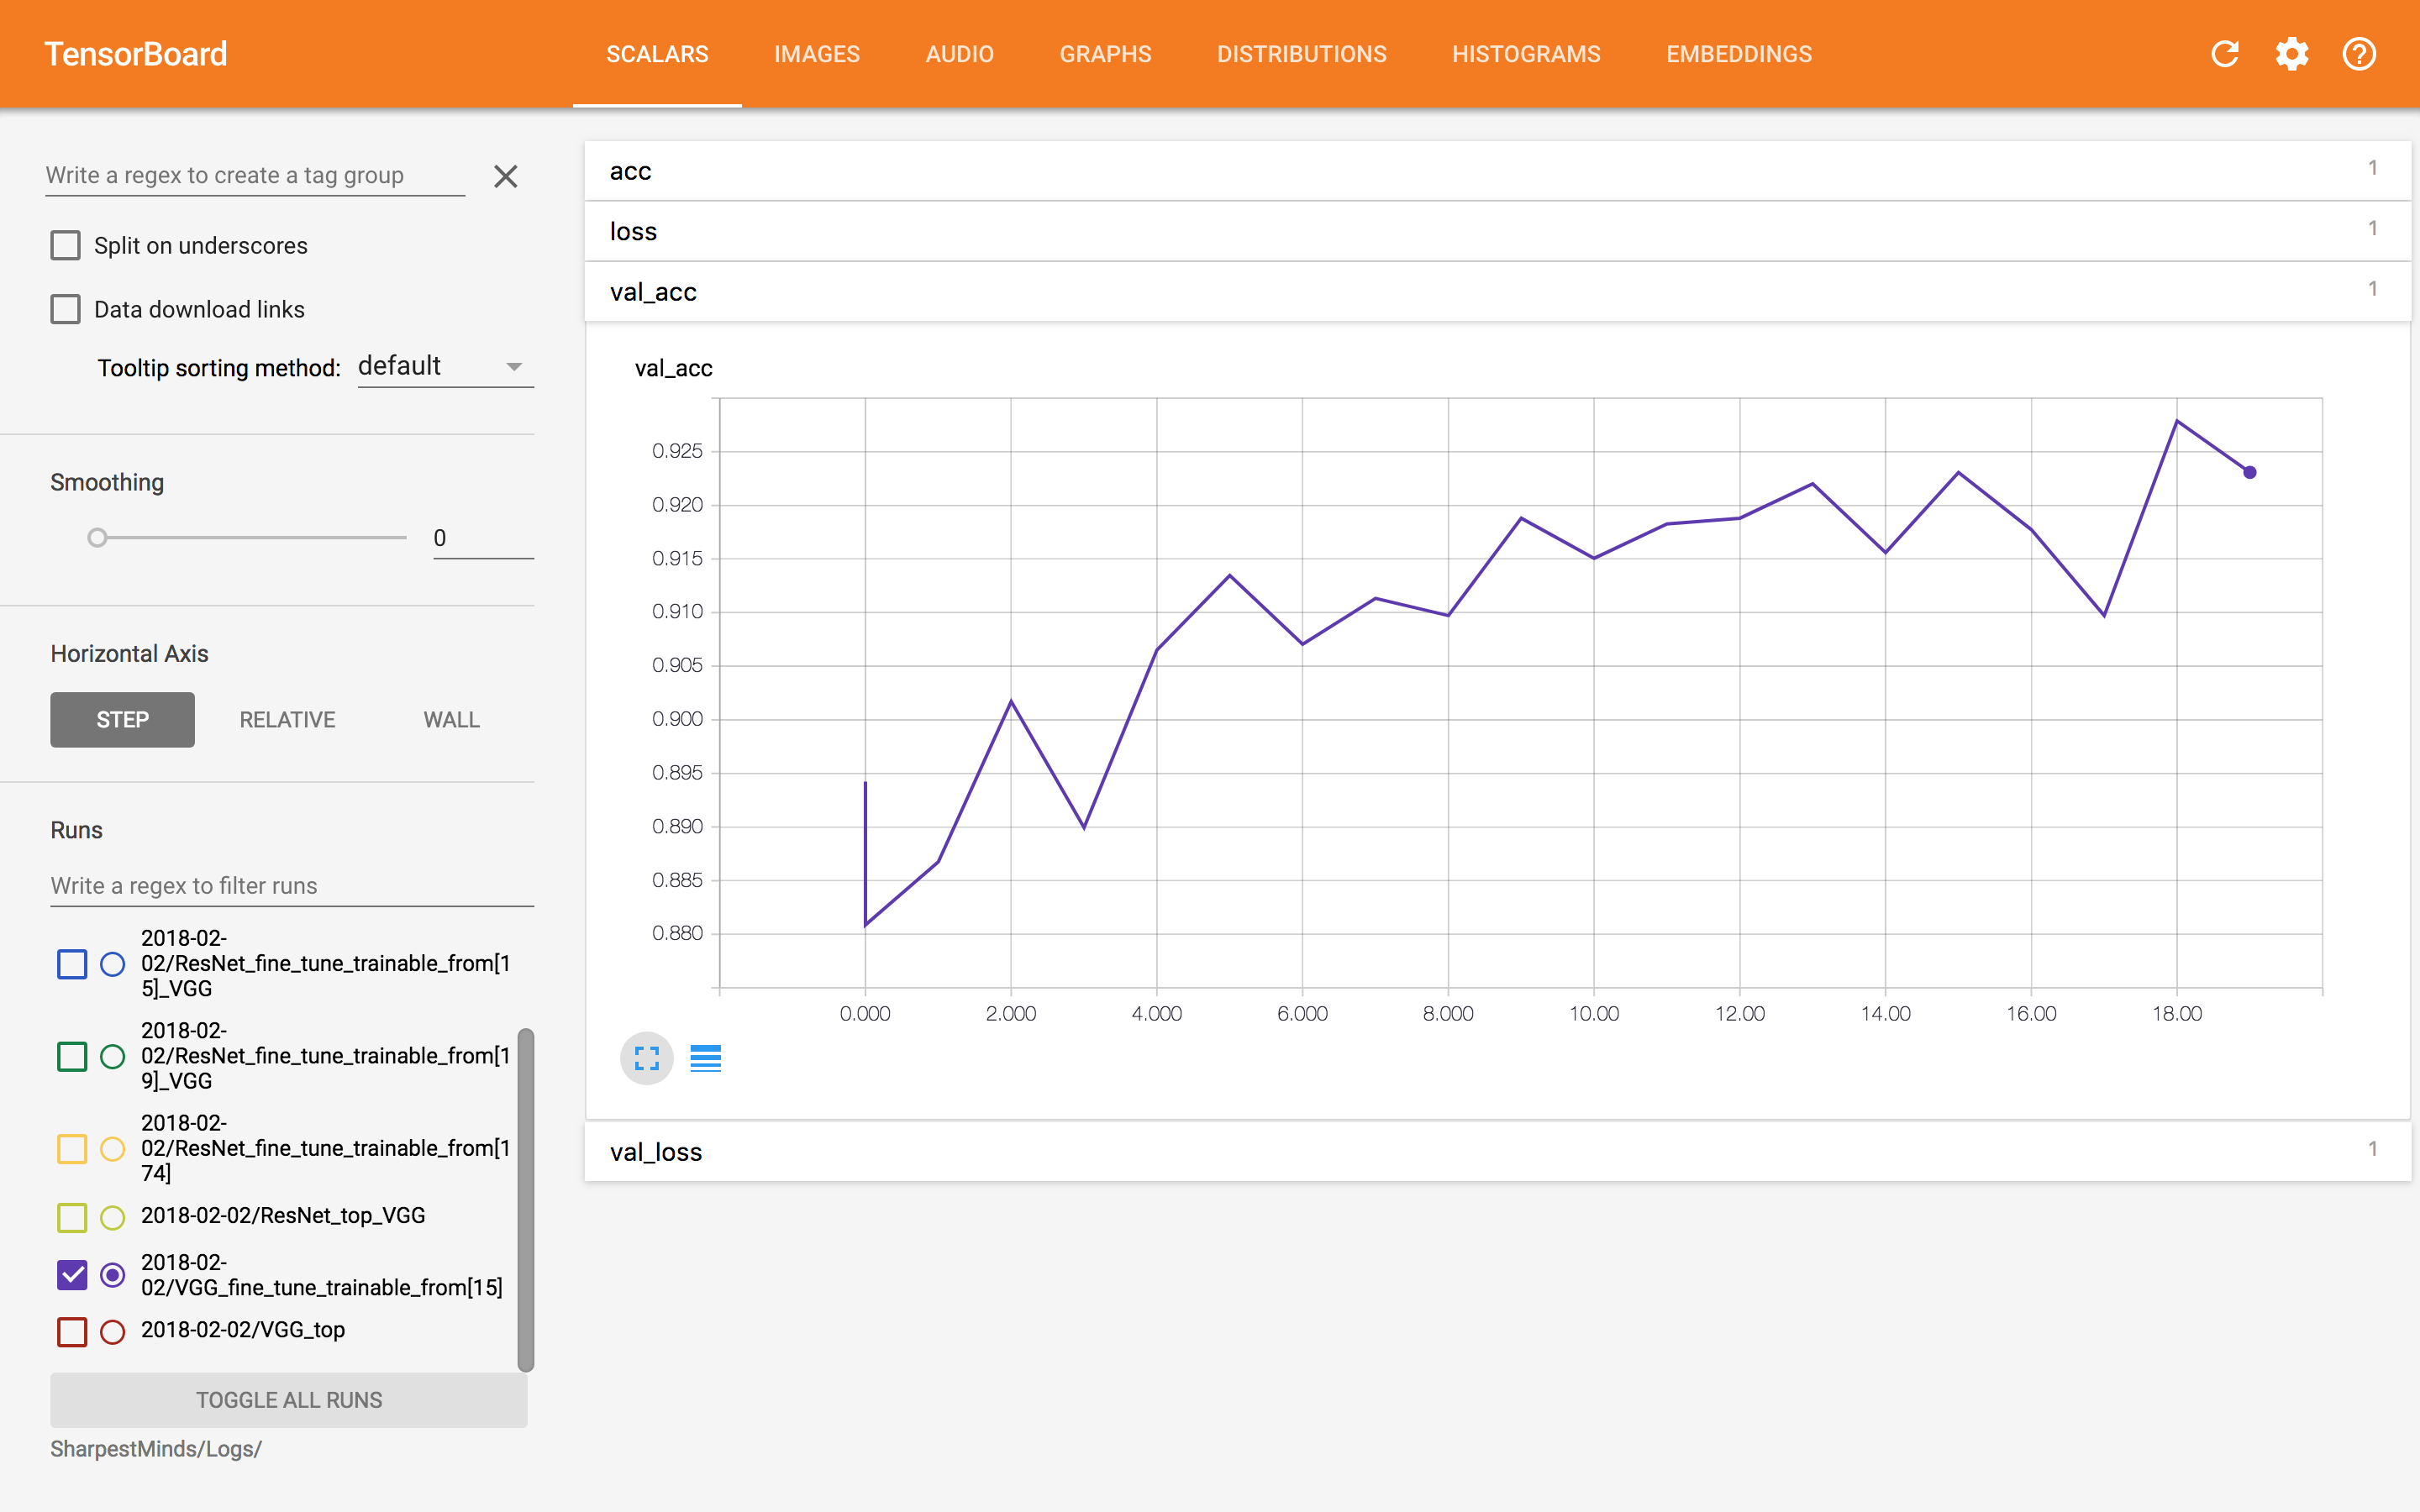 TensorBoard
SCALARS IMAGES AUDIO GRAPHS DISTRIBUTIONS HISTOGRAMS EMBEDDINGS
Write a regex to create a tag group
Split on underscores
Data download links
Tooltip sorting method: default
Smoothing
0
Horizontal Axis
STEP RELATIVE WALL
Runs
Write a regex to filter runs
2018-02-
02/ResNet_fine_tune_trainable_from[1
5]_VGG
2018-02-
02/ResNet_fine_tune_trainable_from[1
9]_VGG
2018-02-
02/ResNet_fine_tune_trainable_from[1
74]
2018-02-02/ResNet_top_VGG
2018-02-
02/VGG_fine_tune_trainable_from[15]
2018-02-02/VGG_top
TOGGLE ALL RUNS
SharpestMinds/Logs/
acc 1
loss 1
val_acc 1
val_acc
0.925
0.920
0.915
0.910
0.905
0.900
0.895
0.890
0.885
0.880
0.000 2.000 4.000 6.000 8.000 10.00 12.00 14.00 16.00 18.00
val_loss 1